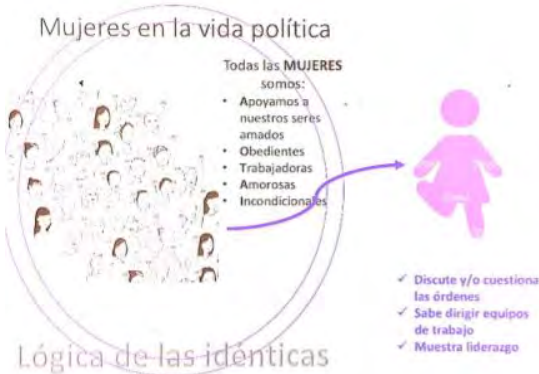 Mujeres en la vida política
Todas las MUJERES
somos:
• Apoyamos a
nuestros seres
amados
• Obedientes
• Trabajadoras
• Amorosas
• Incondicionales
✓ Discute y/o cuestiona
las órdenes
✓ Sabe dirigir equipos
de trabajo
✓ Muestra liderazgo
Lógica de las idénticas